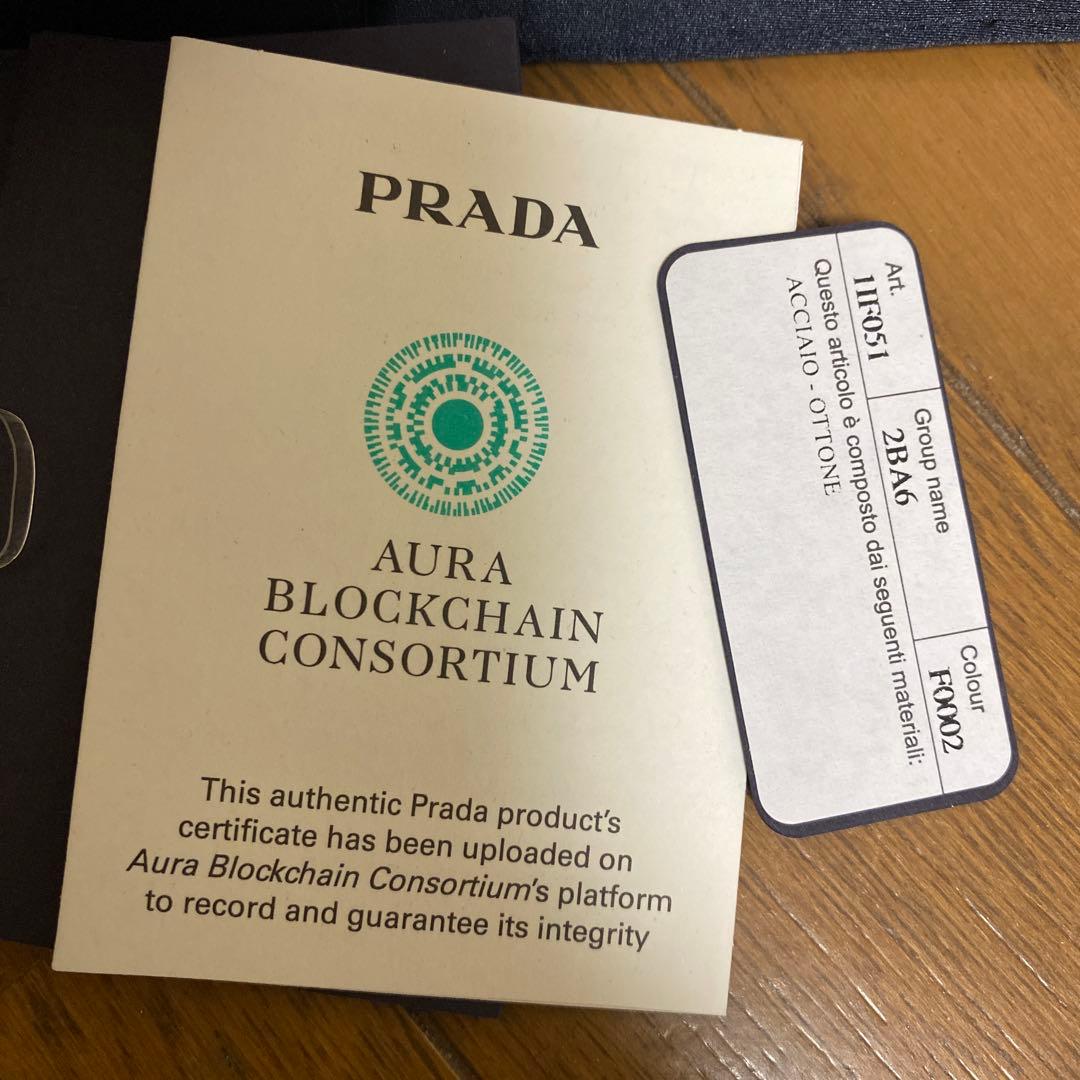 PRADA
AURA
BLOCKCHAIN
CONSORTIUM
This authentic Prada product's
certificate has been uploaded on
Aura Blockchain Consortium's platform
to record and guarantee its integrity
Art.
1IF051
Group name
2BA6
Colour
F0002
Questo articolo è composto dai seguenti materiali:
ACCIAIO - OTTONE